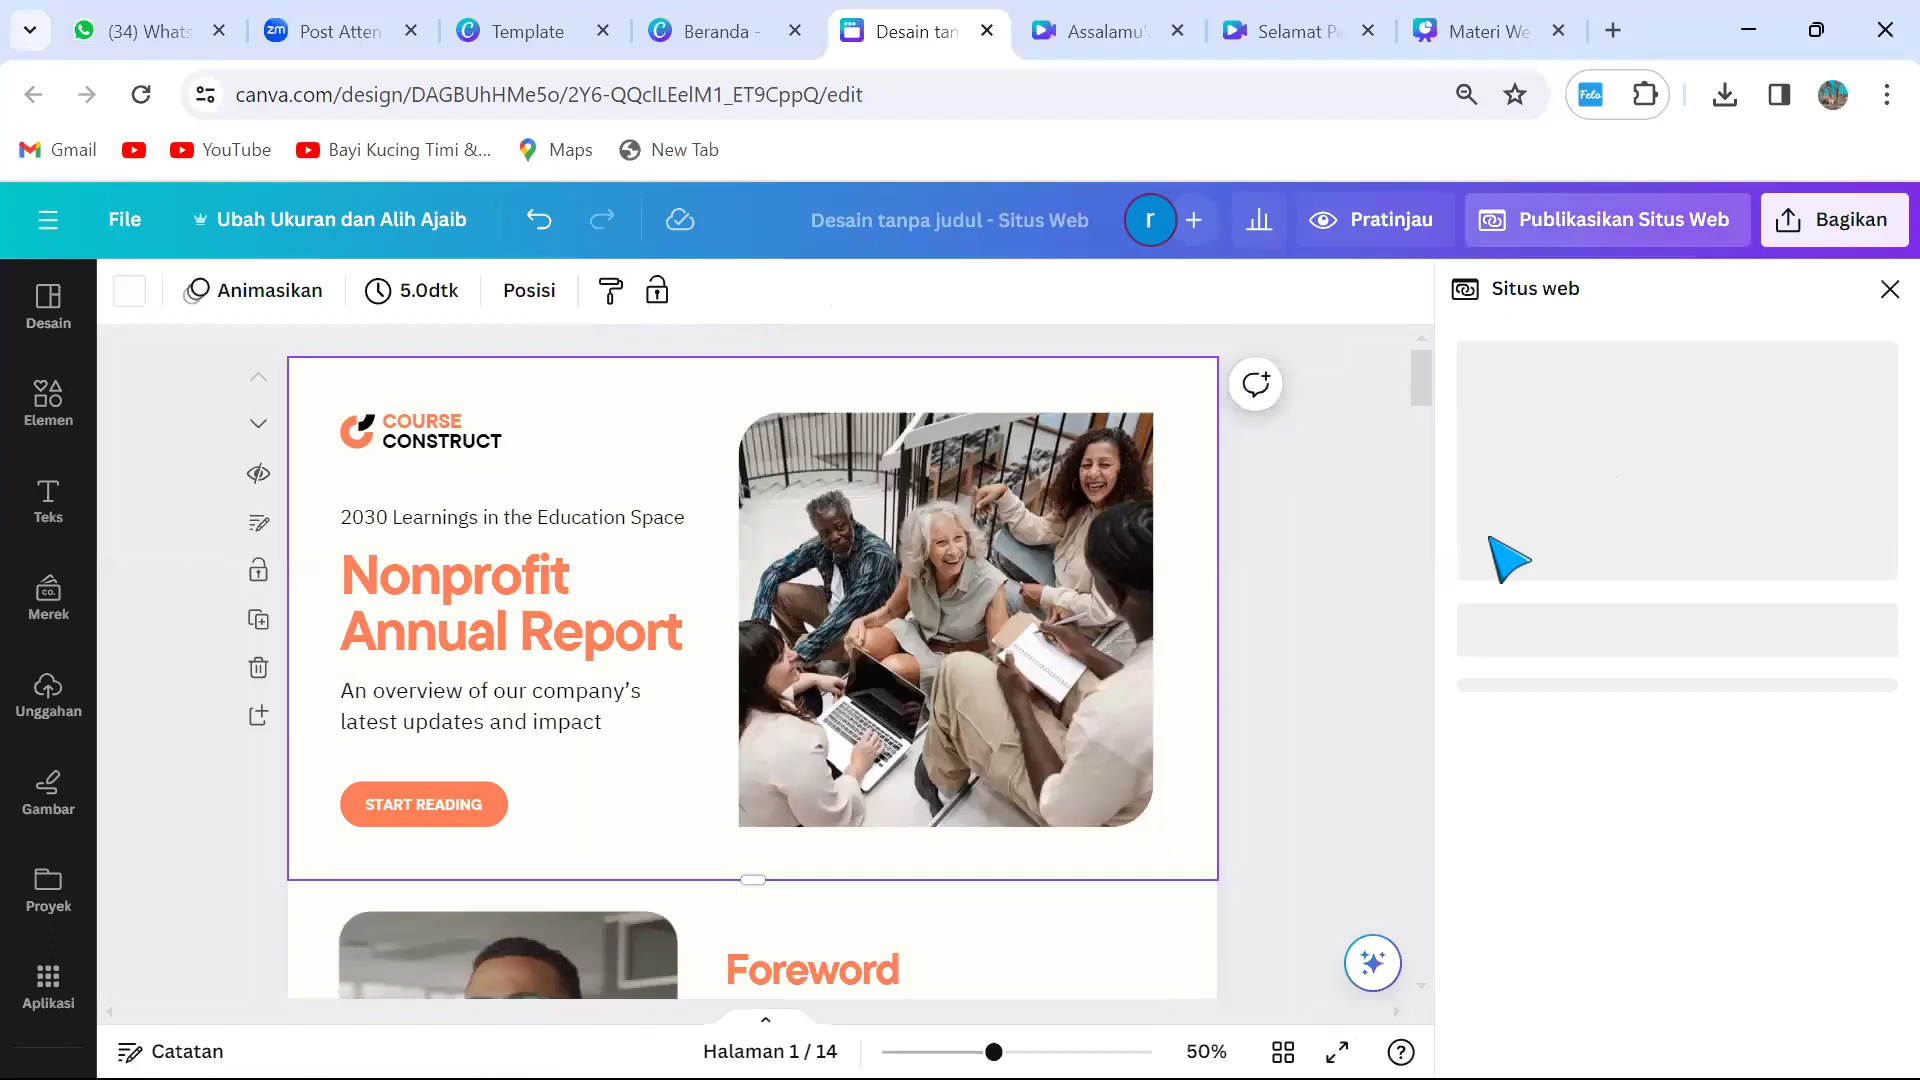 (34) Whats
zm
Post Atten
Template
Beranda -
Desain tan
Assalamu'
Selamat P
Materi We
canva.com/design/DAGBUhHMe5o/2Y6-QQclLEelM1_ET9CppQ/edit
Felo
Gmail
YouTube
Bayi Kucing Timi &...
Maps
New Tab
File
Ubah Ukuran dan Alih Ajaib
Desain tanpa judul - Situs Web
r
Pratinjau
Publikasikan Situs Web
Bagikan
Desain
Elemen
Teks
CO.
Merek
Unggahan
Gambar
Proyek
Aplikasi
Animasikan
5.0dtk
Posisi
Situs web
COURSE
CONSTRUCT
2030 Learnings in the Education Space
Nonprofit
Annual Report
An overview of our company's
latest updates and impact
START READING
Foreword
Catatan
Halaman 1 / 14
50%